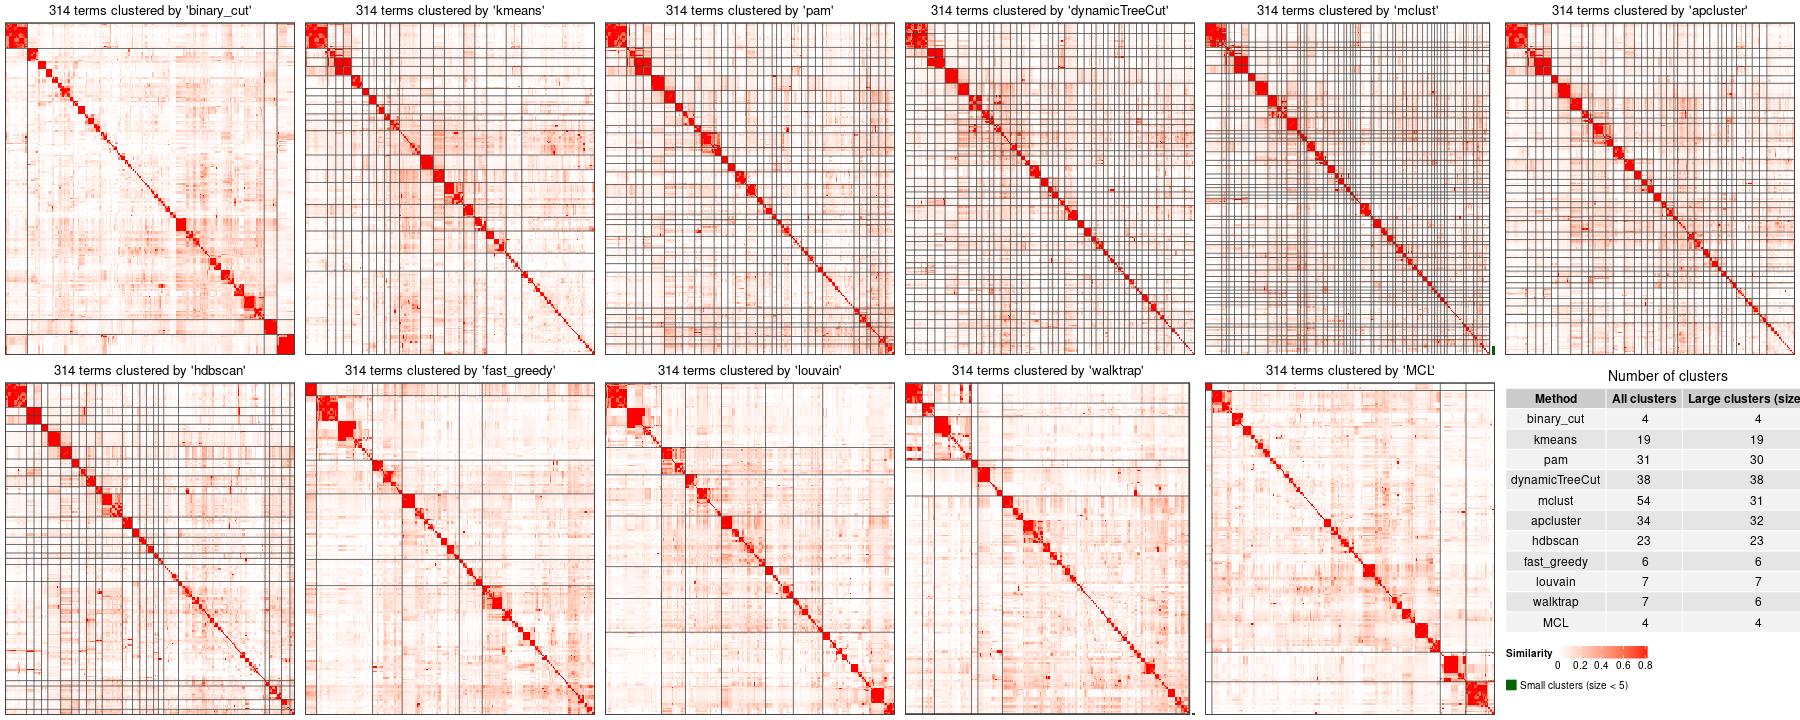 314 terms clustered by 'binary_cut'
314 terms clustered by 'kmeans'
314 terms clustered by 'pam'
314 terms clustered by 'dynamicTreeCut'
314 terms clustered by 'mclust'
314 terms clustered by 'apcluster'
314 terms clustered by 'hdbscan'
314 terms clustered by 'fast_greedy'
314 terms clustered by 'louvain'
314 terms clustered by 'walktrap'
314 terms clustered by 'MCL'
Number of clusters
Method All clusters Large clusters (size
binary_cut 4 4
kmeans 19 19
pam 31 30
dynamicTreeCut 38 38
mclust 54 31
apcluster 34 32
hdbscan 23 23
fast_greedy 6 6
louvain 7 7
walktrap 7 6
MCL 4 4
Similarity
0 0.2 0.4 0.6 0.8
Small clusters (size < 5)